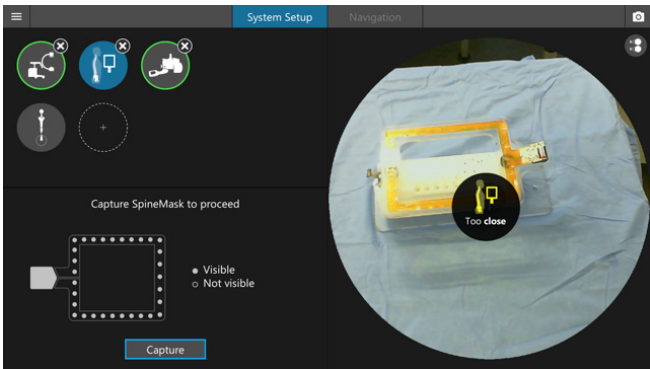 System Setup
Navigation
Capture SpineMask to proceed
Visible
Not visible
Capture
Too close